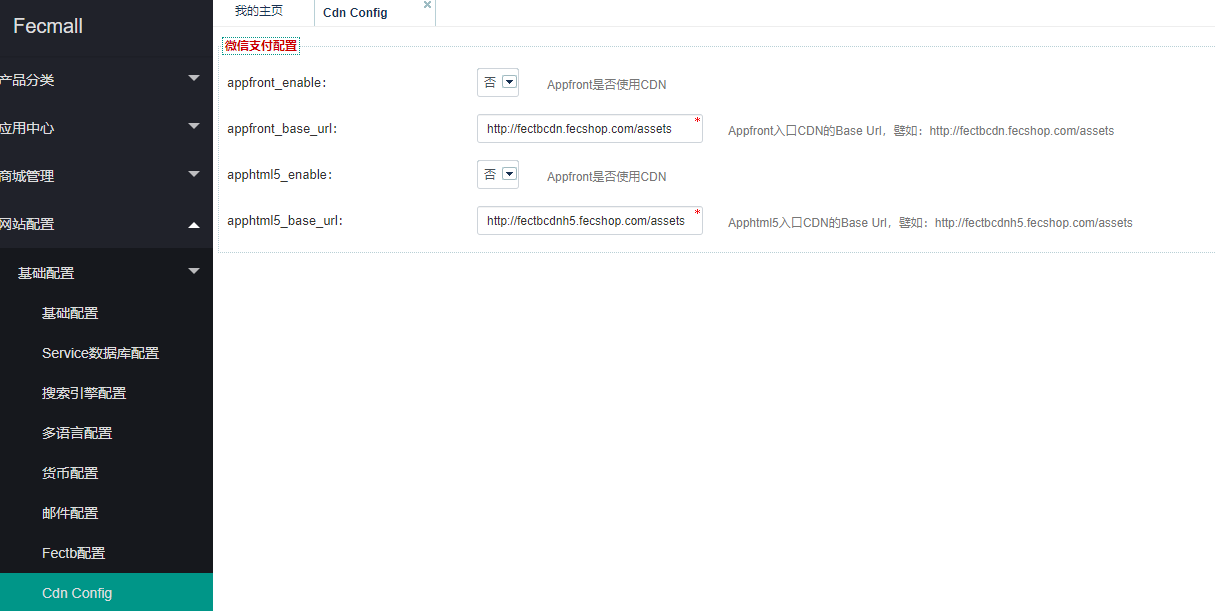 Fecmall
产品分类
应用中心
商城管理
网站配置
基础配置
基础配置
Service数据库配置
搜索引擎配置
多语言配置
货币配置
邮件配置
Fectb配置
Cdn Config
我的主页 Cdn Config
微信支付配置
appfront_enable: 否 Appfront是否使用CDN
appfront_base_url: http://fectbcdn.fecshop.com/assets * Appfront入口CDN的Base Url，譬如：http://fectbcdn.fecshop.com/assets
apphtml5_enable: 否 Appfront是否使用CDN
apphtml5_base_url: http://fectbcdnh5.fecshop.com/assets * Apphtml5入口CDN的Base Url，譬如：http://fectbcdnh5.fecshop.com/assets